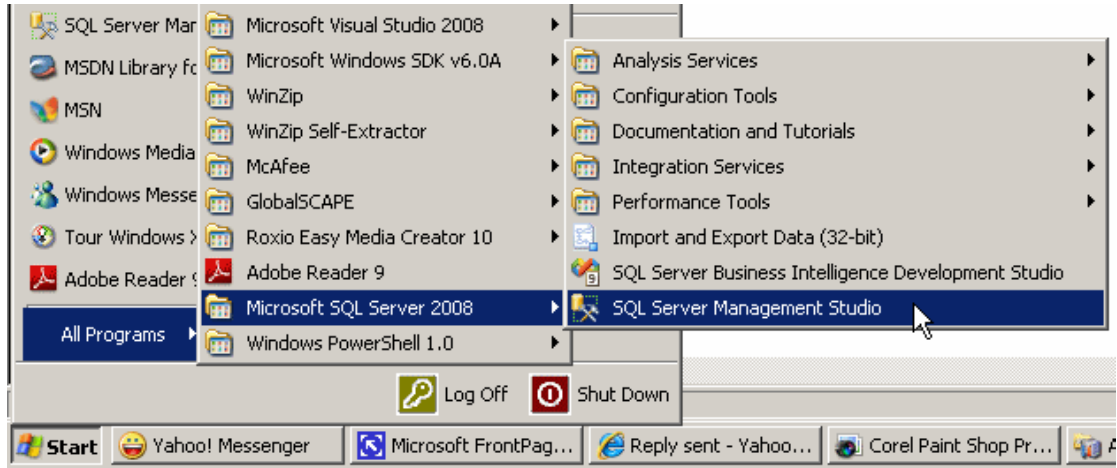 SQL Server Mar
MSDN Library fo
MSN
Windows Media
Windows Messe
Tour Windows
Adobe Reader 9
All Programs
Microsoft Visual Studio 2008
Microsoft Windows SDK v6.0A
WinZip
WinZip Self-Extractor
McAfee
GlobalSCAPE
Roxio Easy Media Creator 10
Adobe Reader 9
Microsoft SQL Server 2008
Windows PowerShell 1.0
Analysis Services
Configuration Tools
Documentation and Tutorials
Integration Services
Performance Tools
Import and Export Data (32-bit)
SQL Server Business Intelligence Development Studio
SQL Server Management Studio
Log Off
Shut Down
Start
Yahoo! Messenger
Microsoft FrontPag...
Reply sent - Yahoo...
Corel Paint Shop Pr...